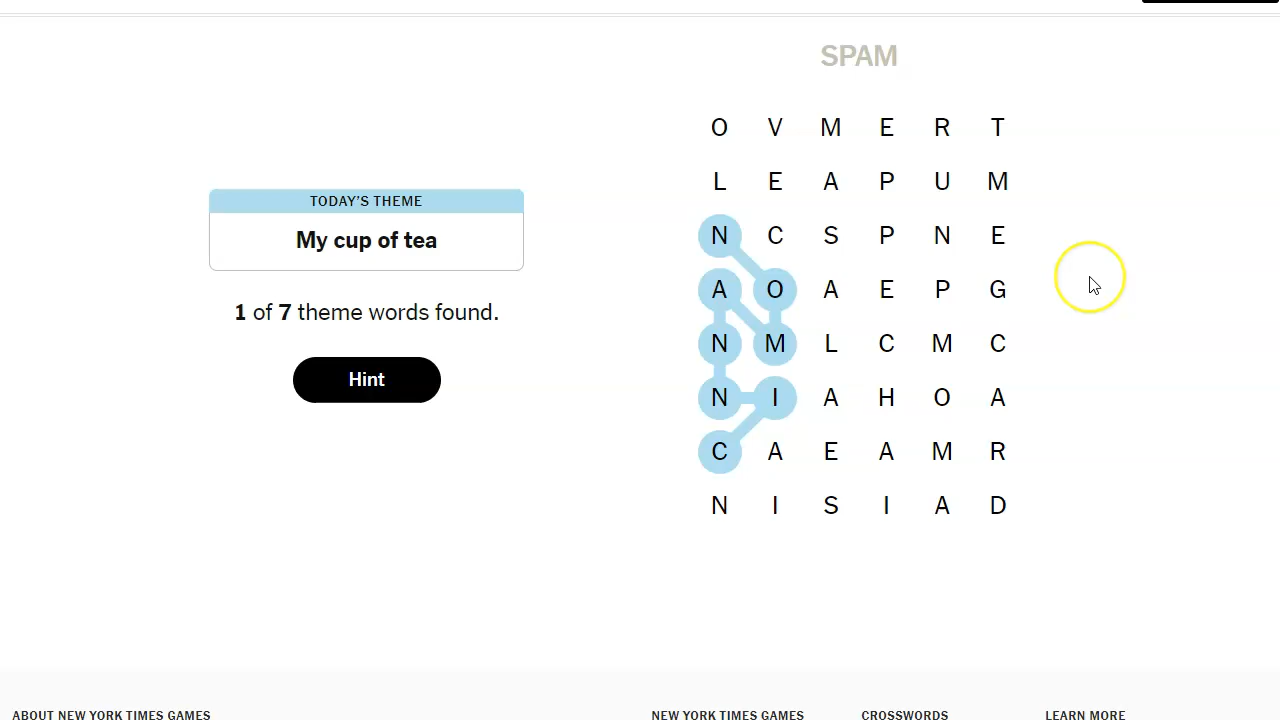 SPAM
O V M E R T
L E A P U M
TODAY'S THEME
My cup of tea
N C S P N E
A O A E P G
1 of 7 theme words found.
N M L C M C
Hint
N I A H O A
C A E A M R
N I S I A D
ABOUT NEW YORK TIMES GAMES
NEW YORK TIMES GAMES
CROSSWORDS
LEARN MORE